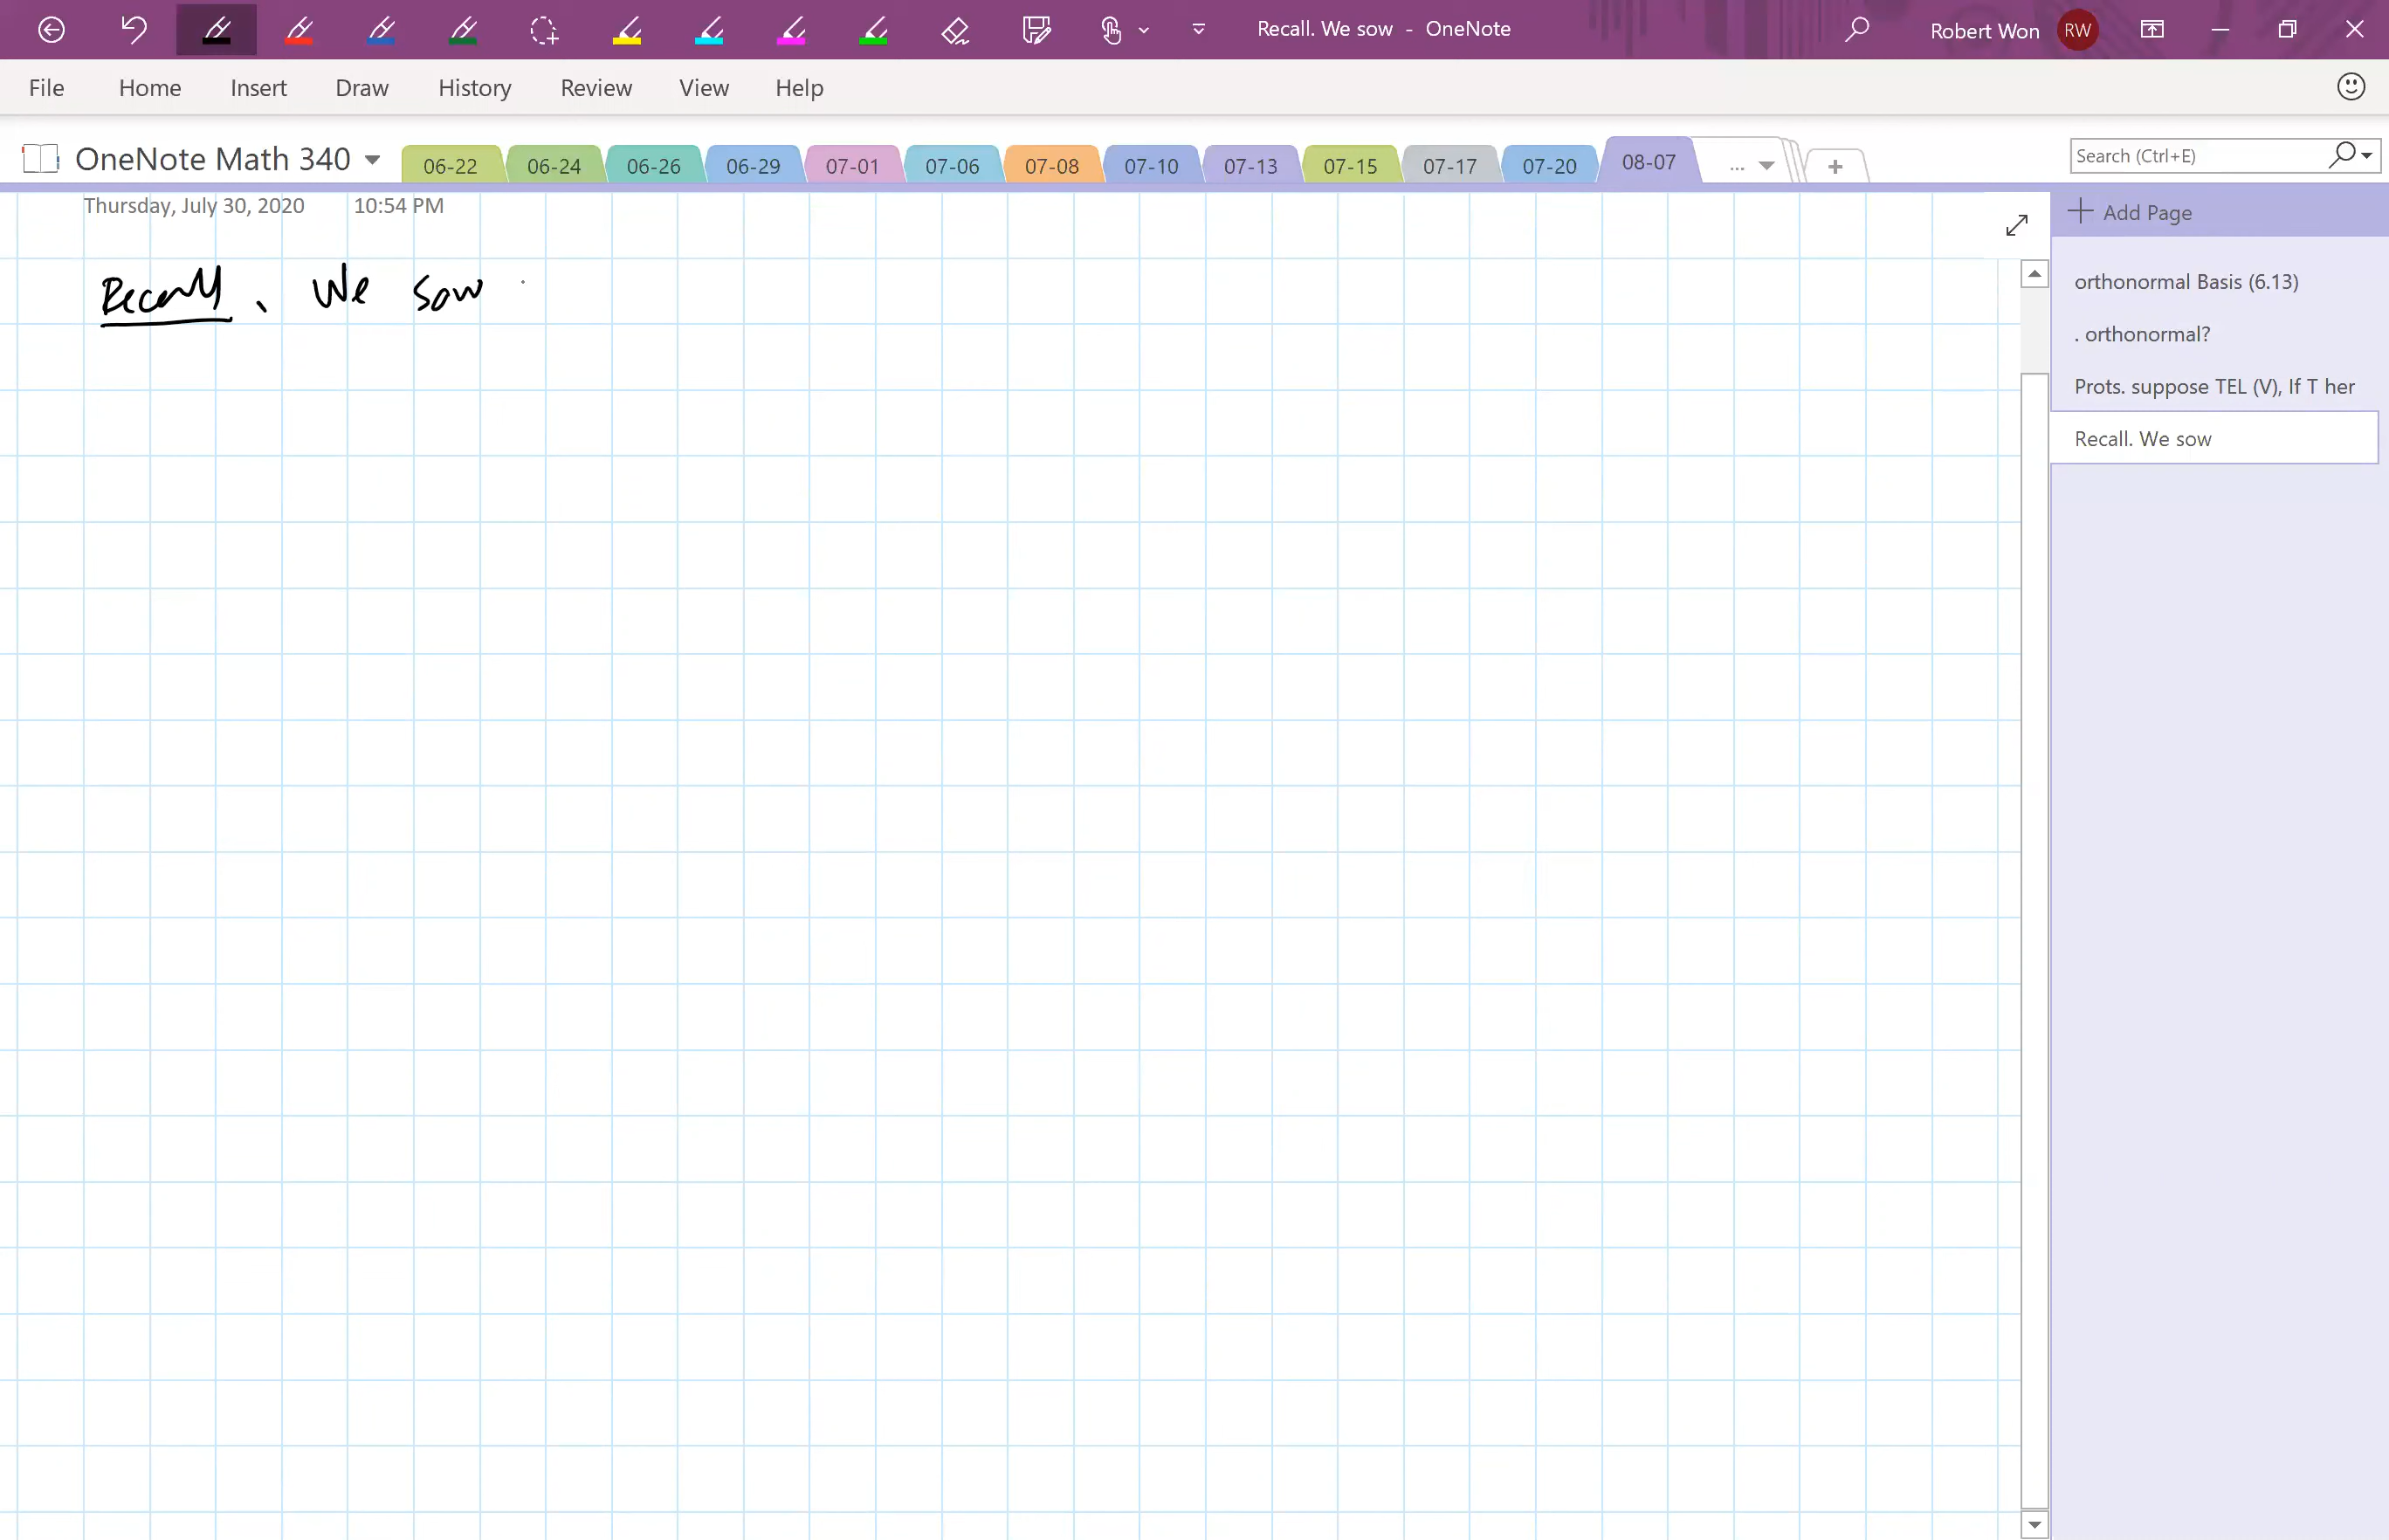 Recall. We sow - OneNote
Robert Won RW
File Home Insert Draw History Review View Help
OneNote Math 340 06-22 06-24 06-26 06-29 07-01 07-06 07-08 07-10 07-13 07-15 07-17 07-20 08-07 ... + Search (Ctrl+E)
Thursday, July 30, 2020 10:54 PM
Add Page
Recall. We saw
orthonormal Basis (6.13)
. orthonormal?
Prots. suppose TEL (V), If T her
Recall. We sow